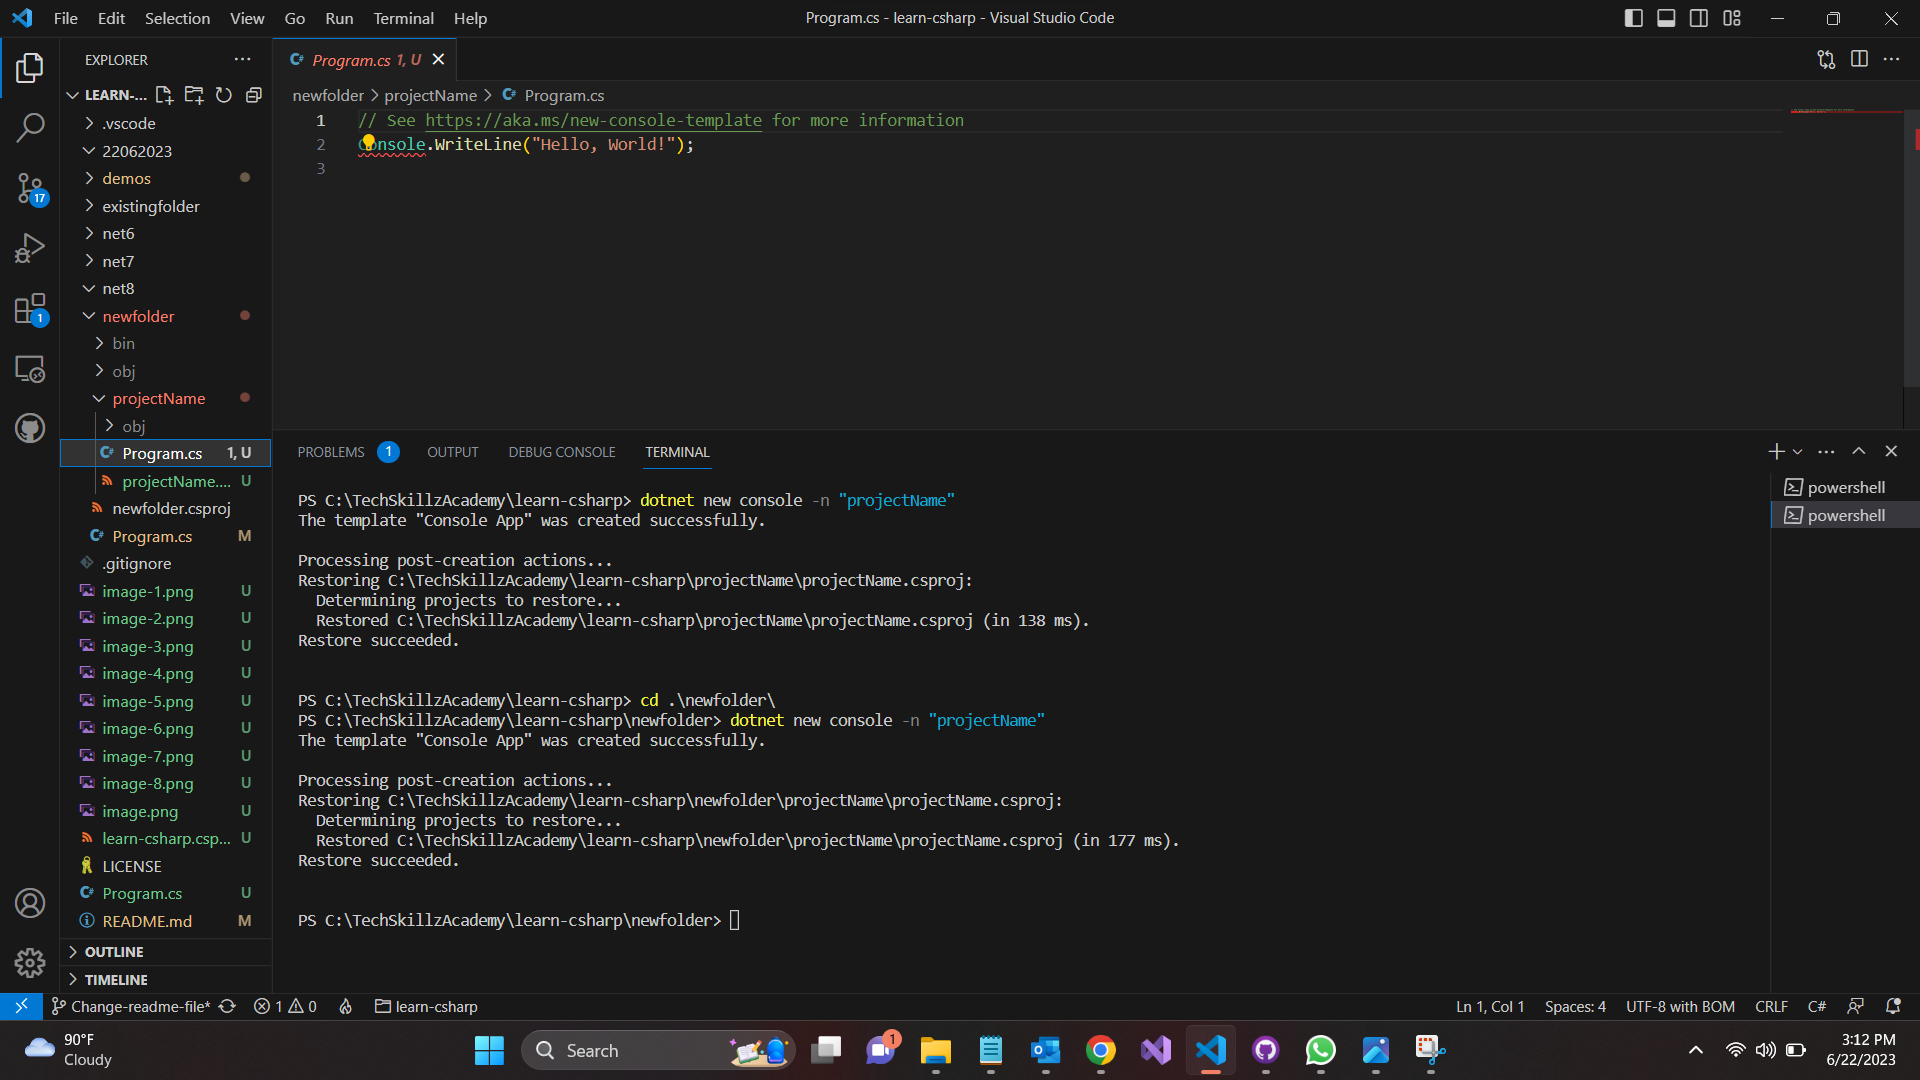 File Edit Selection View Go Run Terminal Help
Program.cs - learn-csharp - Visual Studio Code
EXPLORER
Program.cs 1, U
LEARN-...
newfolder > projectName > Program.cs
.vscode
22062023
demos
existingfolder
net6
net7
net8
newfolder
bin
obj
projectName
obj
Program.cs 1, U
projectName.... U
newfolder.csproj
Program.cs M
.gitignore
image-1.png U
image-2.png U
image-3.png U
image-4.png U
image-5.png U
image-6.png U
image-7.png U
image-8.png U
image.png U
learn-csharp.csp... U
LICENSE
Program.cs U
README.md M
OUTLINE
TIMELINE
17
1
1 // See https://aka.ms/new-console-template for more information
2 Console.WriteLine("Hello, World!");
3
PROBLEMS 1 OUTPUT DEBUG CONSOLE TERMINAL
powershell
powershell
PS C:\TechSkillzAcademy\learn-csharp> dotnet new console -n "projectName"
The template "Console App" was created successfully.
Processing post-creation actions...
Restoring C:\TechSkillzAcademy\learn-csharp\projectName\projectName.csproj:
Determining projects to restore...
Restored C:\TechSkillzAcademy\learn-csharp\projectName\projectName.csproj (in 138 ms).
Restore succeeded.
PS C:\TechSkillzAcademy\learn-csharp> cd .\newfolder\
PS C:\TechSkillzAcademy\learn-csharp\newfolder> dotnet new console -n "projectName"
The template "Console App" was created successfully.
Processing post-creation actions...
Restoring C:\TechSkillzAcademy\learn-csharp\newfolder\projectName\projectName.csproj:
Determining projects to restore...
Restored C:\TechSkillzAcademy\learn-csharp\newfolder\projectName\projectName.csproj (in 177 ms).
Restore succeeded.
PS C:\TechSkillzAcademy\learn-csharp\newfolder>
Change-readme-file* 1 0 learn-csharp
Ln 1, Col 1 Spaces: 4 UTF-8 with BOM CRLF C#
90°F
Cloudy
Search
1
3:12 PM
6/22/2023